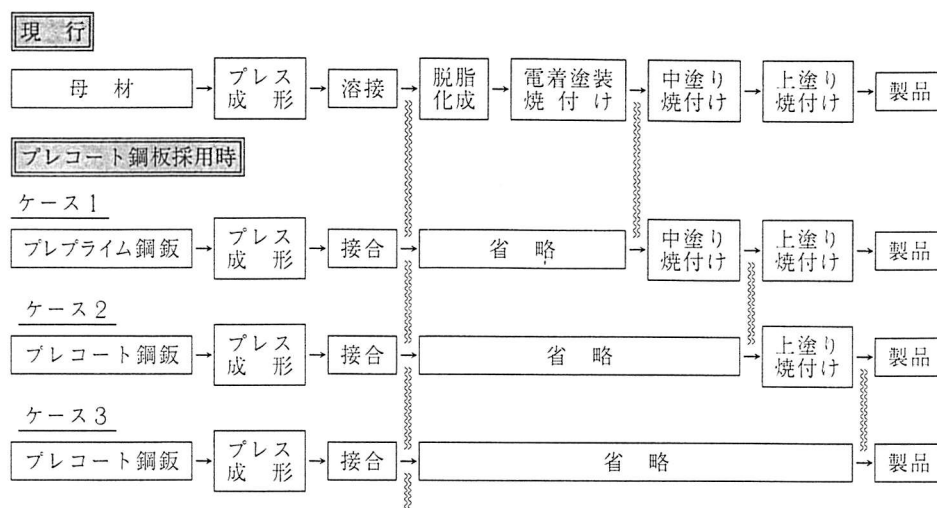 現 行
母 材
プレス
成 形
溶接
脱脂
化成
電着塗装
焼 付 け
中塗り
焼付け
上塗り
焼付け
製品
プレコート鋼板採用時
ケース1
プレプライム鋼鈑
プレス
成 形
接合
省 略
中塗り
焼付け
上塗り
焼付け
製品
ケース2
プレコート鋼鈑
プレス
成 形
接合
省 略
上塗り
焼付け
製品
ケース3
プレコート鋼鈑
プレス
成 形
接合
省 略
製品